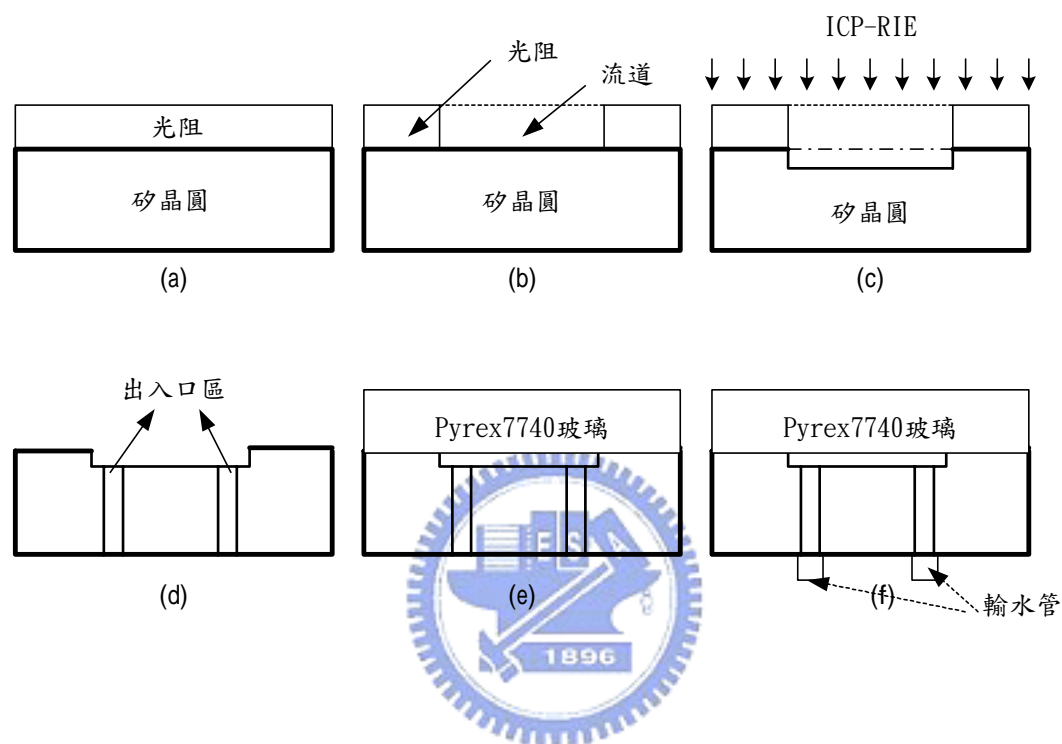 ICP-RIE
光阻
流道
光阻
矽晶圓
矽晶圓
矽晶圓
(a)
(b)
(c)
出入口區
Pyrex7740玻璃
Pyrex7740玻璃
E S A
(d)
(e)
(f)
輸水管
1896